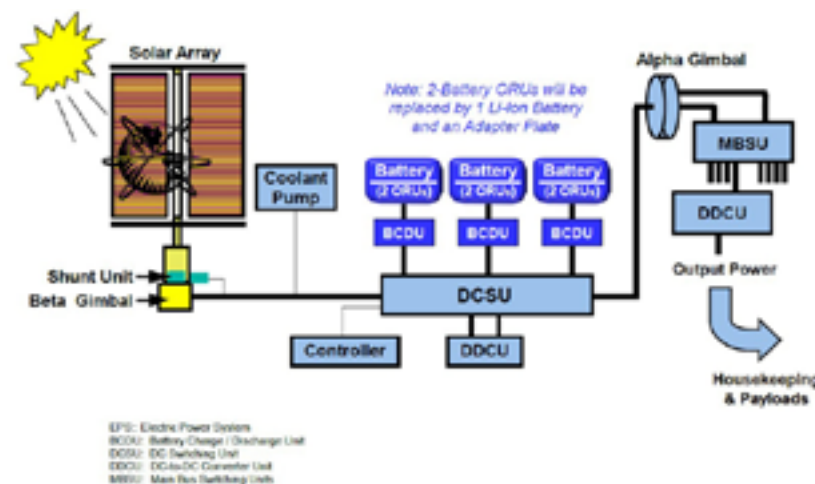 Solar Array
Alpha Gimbal
Note: 2-Battery ORUs will be
replaced by 1 Li-Ion Battery
and an Adapter Plate
MBSU
Coolant
Pump
Battery
(2 ORUs)
Battery
(2 ORUs)
Battery
(2 ORUs)
BCDU
BCDU
BCDU
DDCU
Shunt Unit
Beta Gimbal
DCSU
Output Power
Controller
DDCU
Housekeeping
& Payloads
EPS: Electric Power System
BCDU: Battery Charge / Discharge Unit
DCSU: DC Switching Unit
DDCU: DC-to-DC Converter Unit
MBSU: Main Bus Switching Units